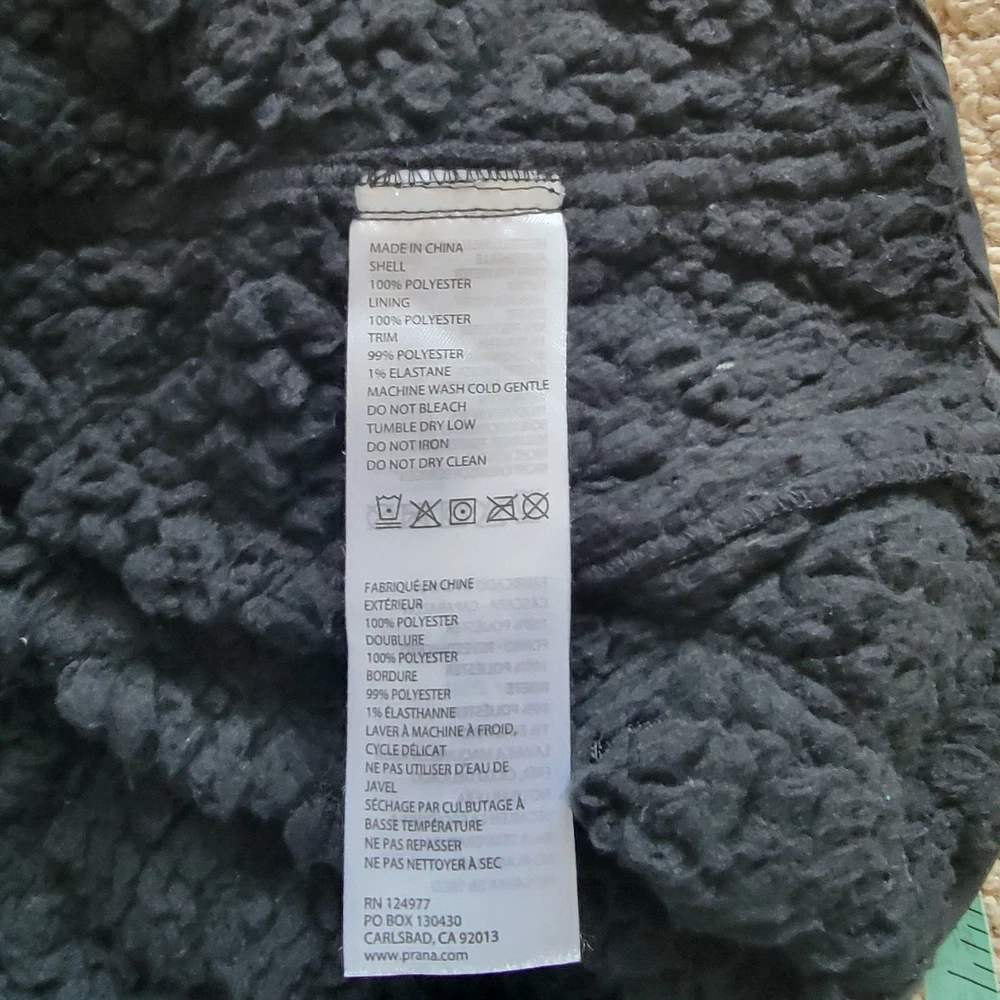 MADE IN CHINA
SHELL
100% POLYESTER
LINING
100% POLYESTER
TRIM
99% POLYESTER
1% ELASTANE
MACHINE WASH COLD GENTLE
DO NOT BLEACH
TUMBLE DRY LOW
DO NOT IRON
DO NOT DRY CLEAN
FABRIQUÉ EN CHINE
EXTÉRIEUR
100% POLYESTER
DOUBLURE
100% POLYESTER
BORDURE
99% POLYESTER
1% ÉLASTHANNE
LAVER À MACHINE À FROID,
CYCLE DÉLICAT
NE PAS UTILISER D'EAU DE
JAVEL
SÉCHAGE PAR CULBUTAGE À
BASSE TEMPÉRATURE
NE PAS REPASSER
NE PAS NETTOYER À SEC
RN 124977
PO BOX 130430
CARLSBAD, CA 92013
www.prana.com